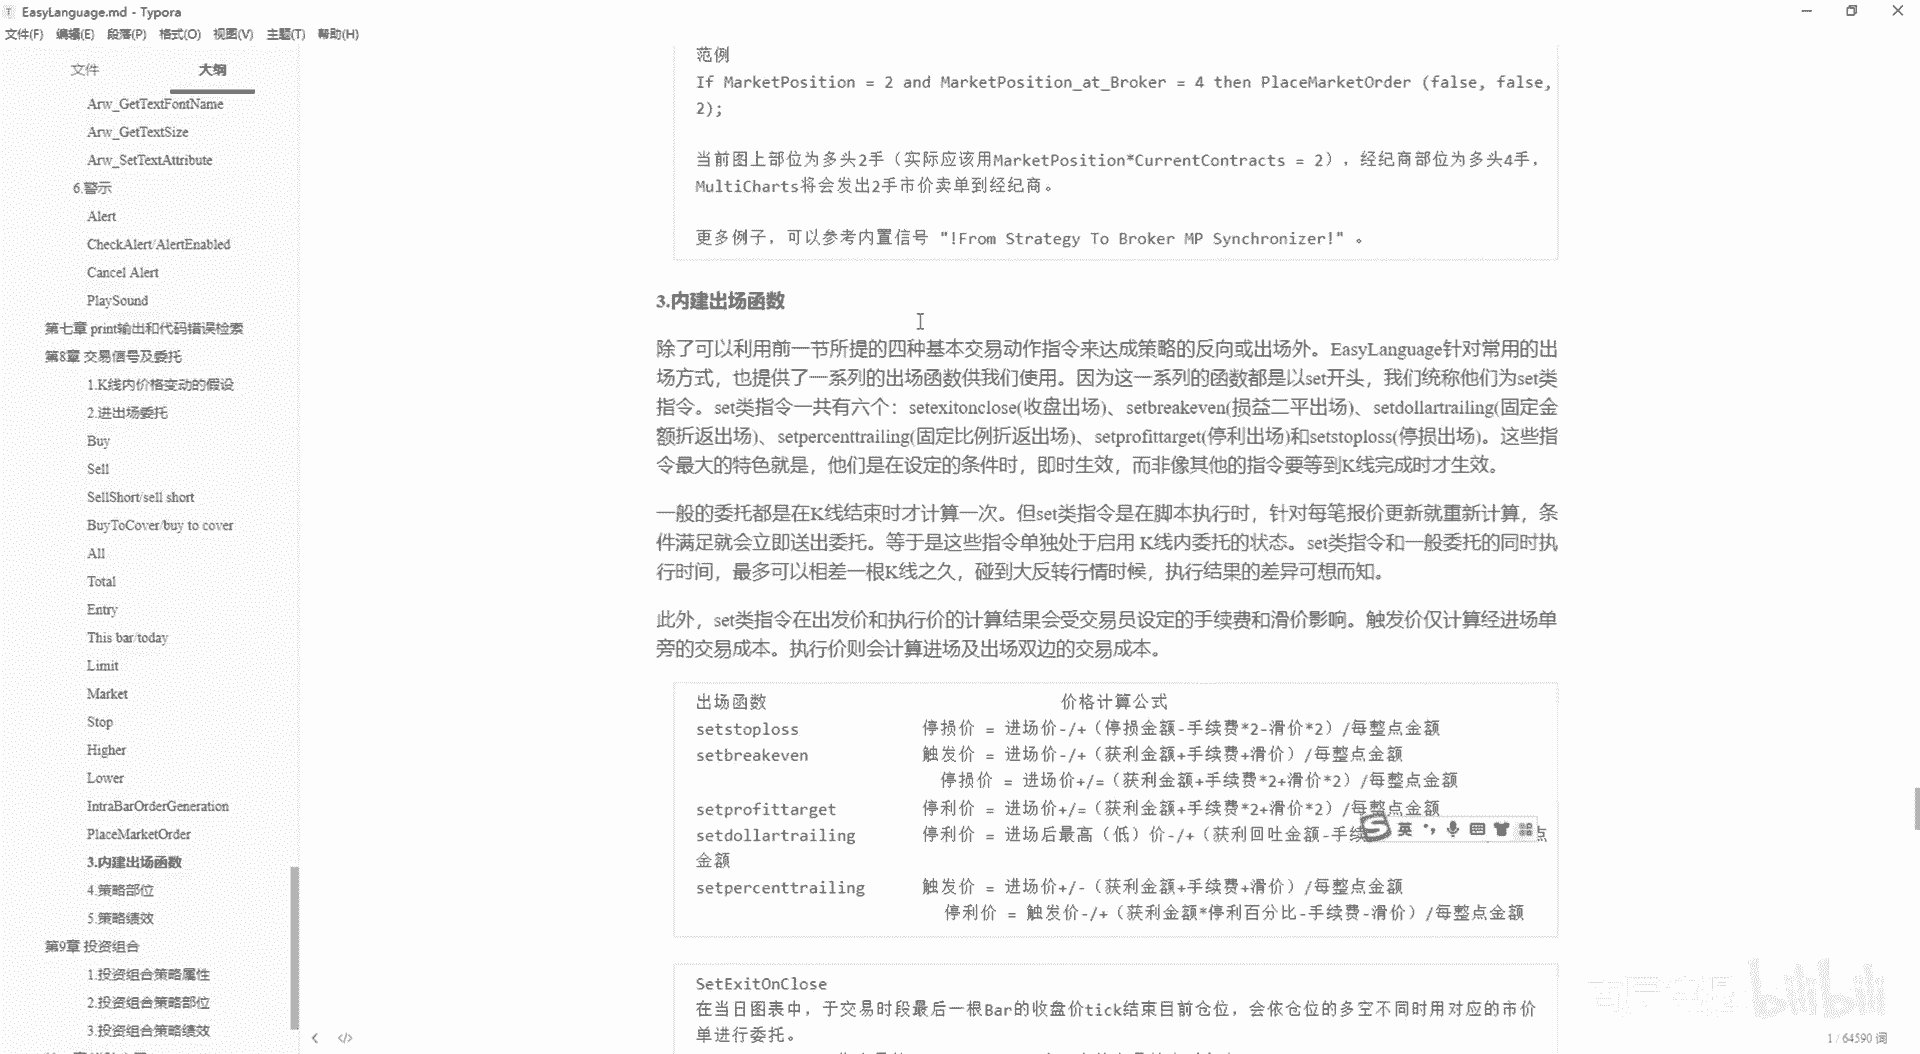 EasyLanguage.md - Typora
文件(F) 编辑(E) 段落(P) 格式(O) 视图(V) 主题(T) 帮助(H)
文件 大纲
Arw_GetTextFontName
Arw_GetTextSize
Arw_SetTextAttribute
6.警示
Alert
CheckAlert/AlertEnabled
Cancel Alert
PlaySound
第七章 print输出和代码错误检索
第8章 交易信号及委托
1.K线内价格变动的假设
2.进出场委托
Buy
Sell
SellShort/sell short
BuyToCover/buy to cover
All
Total
Entry
This bar/today
Limit
Market
Stop
Higher
Lower
IntraBarOrderGeneration
PlaceMarketOrder
3.内建出场函数
4.策略部位
5.策略绩效
第9章 投资组合
1.投资组合策略属性
2.投资组合策略部位
3.投资组合策略绩效
范例
If MarketPosition = 2 and MarketPosition_at_Broker = 4 then PlaceMarketOrder (false, false,
2);
当前图上部位为多头2手（实际应该用MarketPosition*CurrentContracts = 2），经纪商部位为多头4手，
MultiCharts将会发出2手市价卖单到经纪商。
更多例子，可以参考内置信号 "!From Strategy To Broker MP Synchronizer!" 。
3.内建出场函数
除了可以利用前一节所提的四种基本交易动作指令来达成策略的反向或出场外。EasyLanguage针对常用的出
场方式，也提供了一系列的出场函数供我们使用。因为这一系列的函数都是以set开头，我们统称他们为set类
指令。set类指令一共有六个：setexitonclose(收盘出场)、setbreakeven(损益二平出场)、setdollartrailing(固定金
额折返出场)、setpercenttrailing(固定比例折返出场)、setprofittarget(停利出场)和setstoploss(停损出场)。这些指
令最大的特色就是，他们是在设定的条件时，即时生效，而非像其他的指令要等到K线完成时才生效。
一般的委托都是在K线结束时才计算一次。但set类指令是在脚本执行时，针对每笔报价更新就重新计算，条
件满足就会立即送出委托。等于是这些指令单独处于启用 K线内委托的状态。set类指令和一般委托的同时执
行时间，最多可以相差一根K线之久，碰到大反转行情时候，执行结果的差异可想而知。
此外，set类指令在出发价和执行价的计算结果会受交易员设定的手续费和滑价影响。触发价仅计算经进场单
旁的交易成本。执行价则会计算进场及出场双边的交易成本。
出场函数 价格计算公式
setstoploss 停损价 = 进场价-/+（停损金额-手续费*2-滑价*2）/每整点金额
setbreakeven 触发价 = 进场价-/+（获利金额+手续费+滑价）/每整点金额
停损价 = 进场价+/=（获利金额+手续费*2+滑价*2）/每整点金额
setprofittarget 停利价 = 进场价+/=（获利金额+手续费*2+滑价*2）/每整点金额
setdollartrailing 停利价 = 进场后最高（低）价-/+（获利回吐金额-手续 点
金额
setpercenttrailing 触发价 = 进场价+/-（获利金额+手续费+滑价）/每整点金额
停利价 = 触发价-/+（获利金额*停利百分比-手续费-滑价）/每整点金额
SetExitOnClose
在当日图表中，于交易时段最后一根Bar的收盘价tick结束目前仓位，会依仓位的多空不同时用对应的市价
单进行委托。
英
bilibili
1 / 64590 词